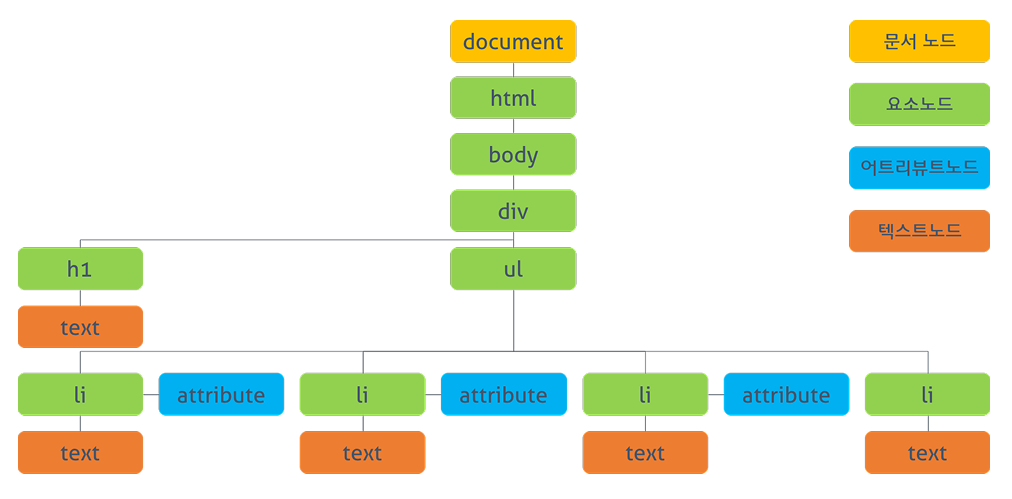 document
문서 노드
html
요소노드
body
어트리뷰트노드
div
텍스트노드
h1
ul
text
li
attribute
li
attribute
li
attribute
li
text
text
text
text